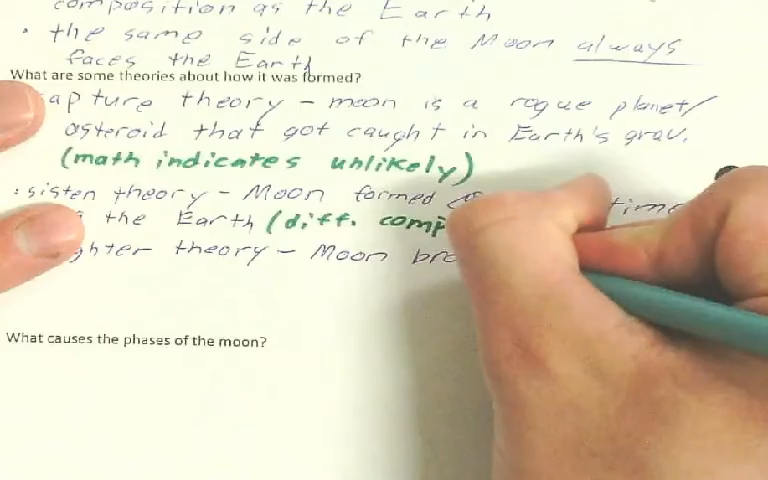 composition as the Earth
• the same side of the Moon always
faces the Earth
What are some theories about how it was formed?
apture theory - moon is a rogue planet/
asteroid that got caught in Earth's grav.
(math indicates unlikely)
• sister theory - Moon formed time
the Earth (diff. comp
ghter theory - Moon bro
What causes the phases of the moon?